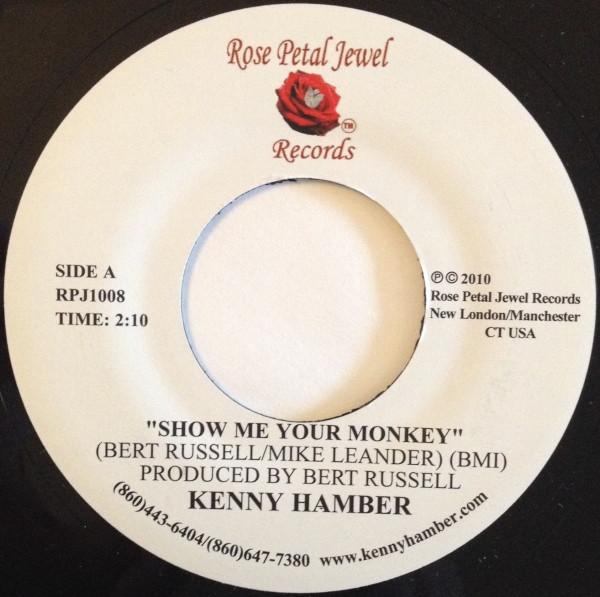 Rose Petal Jewel
TM
Records
SIDE A
RPJ1008
TIME: 2:10
℗ © 2010
Rose Petal Jewel Records
New London/Manchester
CT USA
"SHOW ME YOUR MONKEY"
(BERT RUSSELL/MIKE LEANDER) (BMI)
PRODUCED BY BERT RUSSELL
KENNY HAMBER
(860)443-6404/(860)647-7380 www.kennyhamber.com